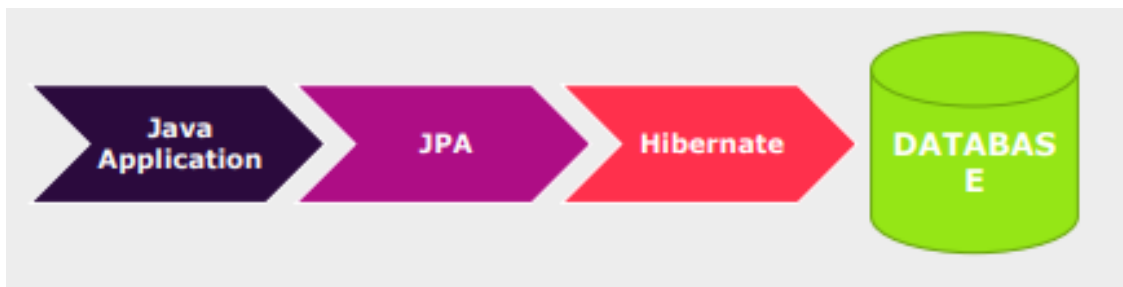 Java
Application
JPA
Hibernate
DATABAS
E